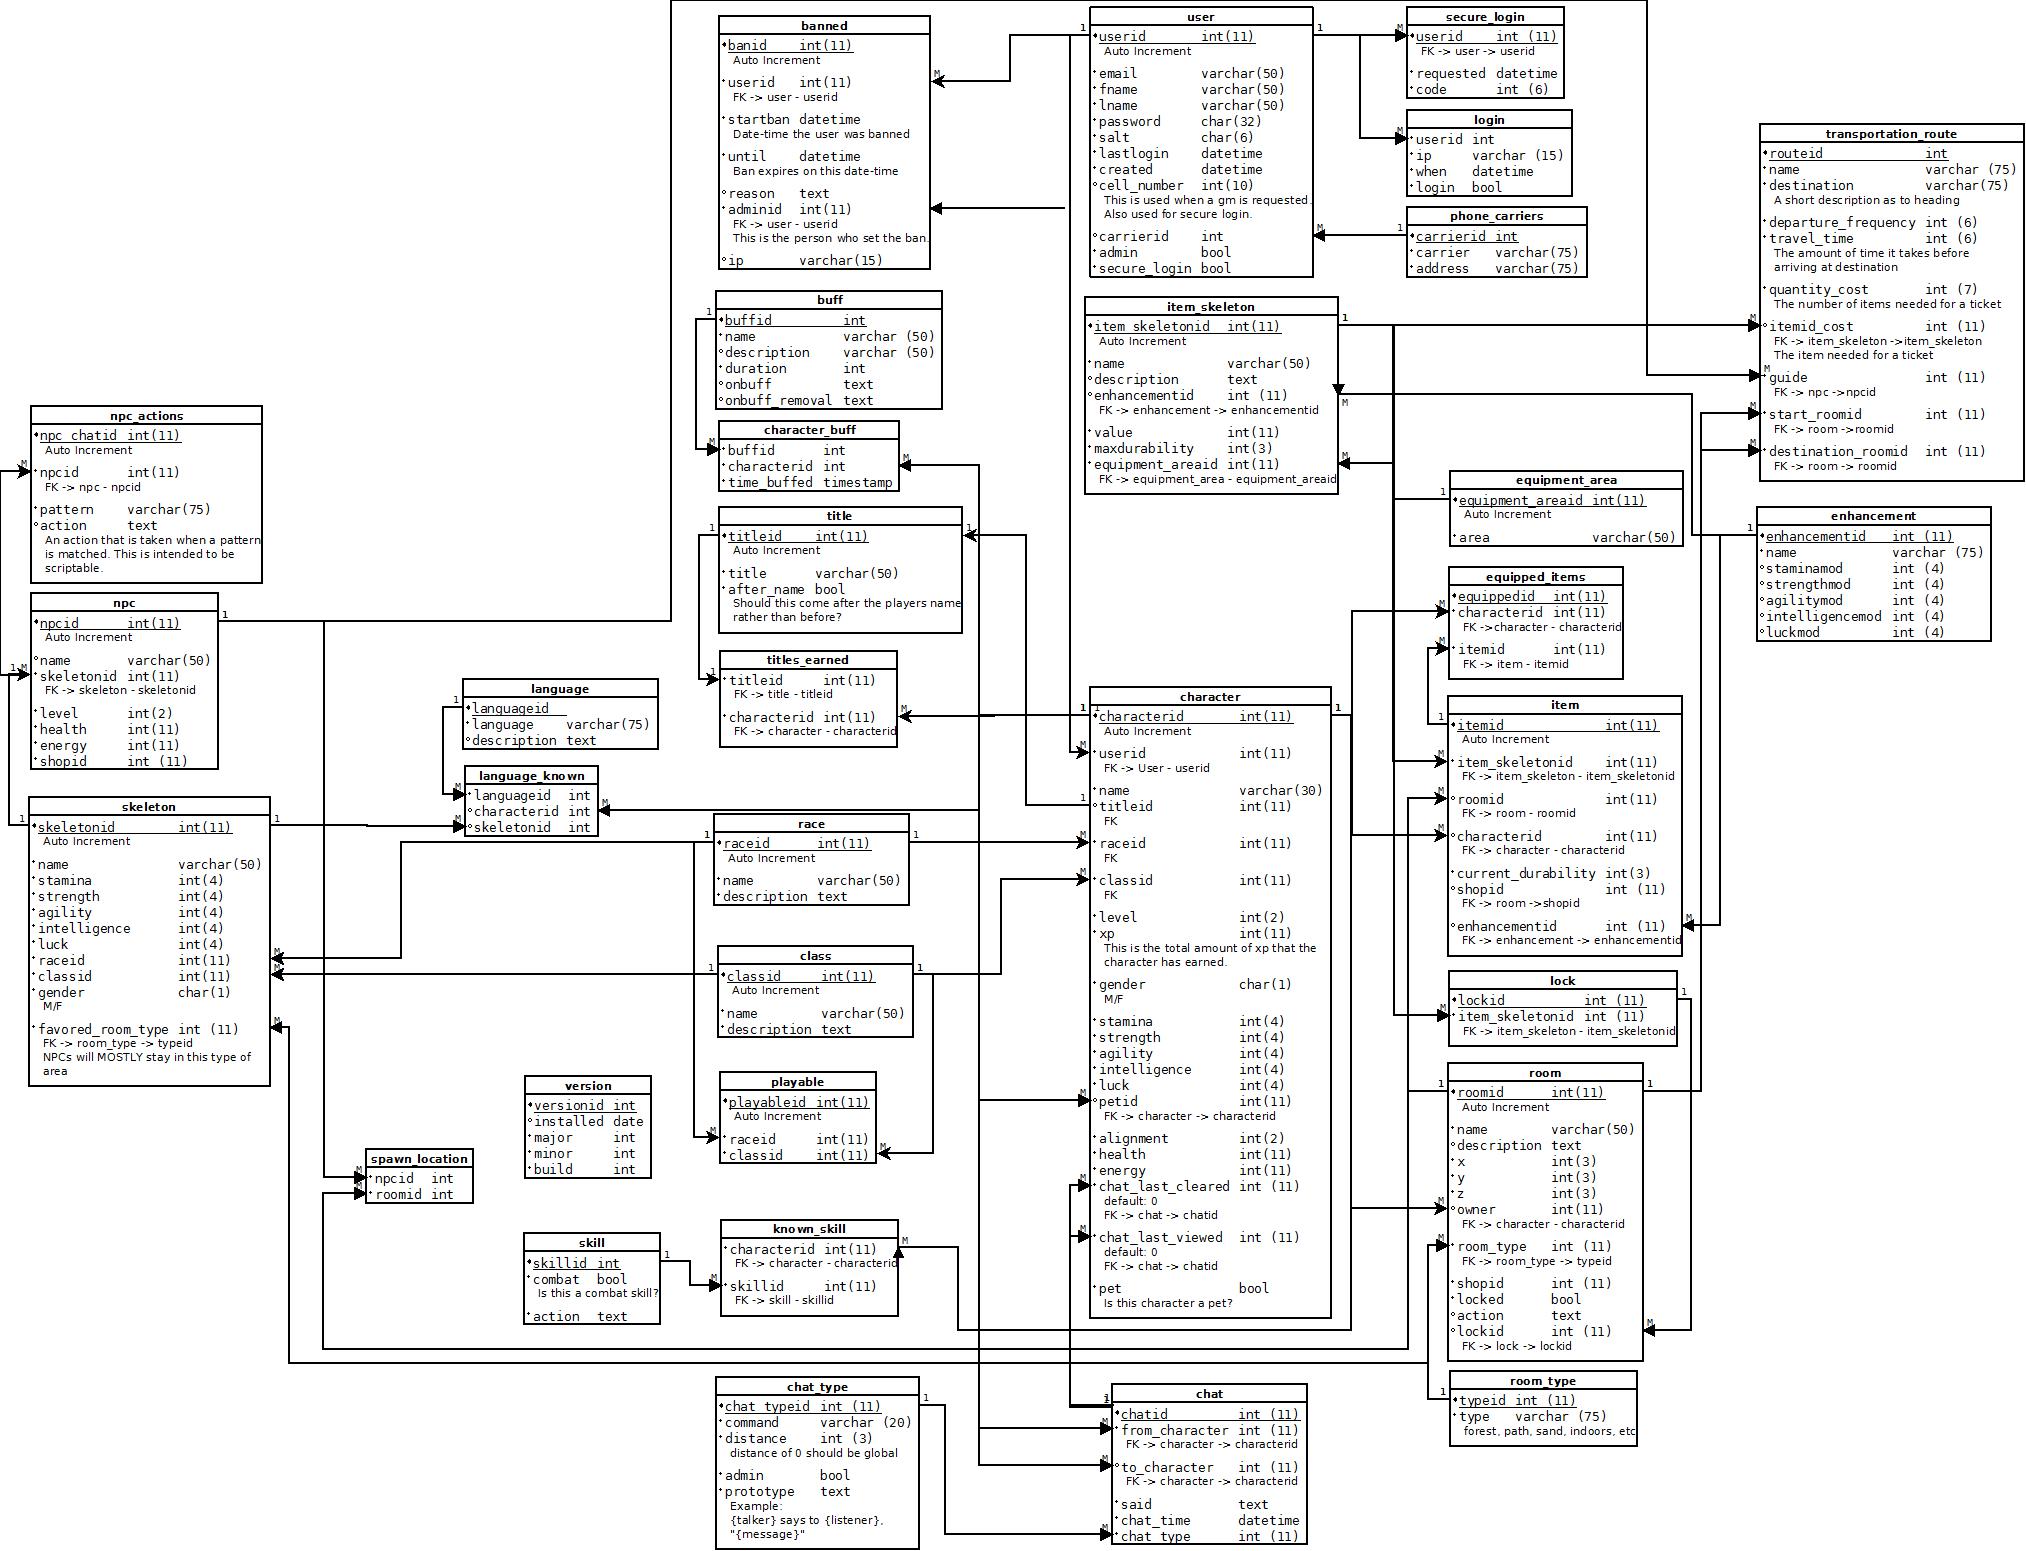 banned
banid int(11)
Auto Increment
userid int(11)
FK -> user - userid
startban datetime
Date-time the user was banned
until datetime
Ban expires on this date-time
reason text
adminid int(11)
FK -> user - userid
This is the person who set the ban.
ip varchar(15)
M
user
1
1
userid int(11)
Auto Increment
email varchar(50)
fname varchar(50)
lname varchar(50)
password char(32)
salt char(6)
lastlogin datetime
created datetime
cell_number int(10)
This is used when a gm is requested.
Also used for secure login.
carrierid int
admin bool
secure_login bool
secure_login
M
userid int (11)
FK -> user -> userid
requested datetime
code int (6)
login
M
userid int
ip varchar (15)
when datetime
login bool
phone_carriers
1
carrierid int
carrier varchar(75)
address varchar(75)
transportation_route
routeid int
name varchar (75)
destination varchar(75)
A short description as to heading
departure_frequency int (6)
travel_time int (6)
The amount of time it takes before
arriving at destination
quantity_cost int (7)
The number of items needed for a ticket
M
itemid_cost int (11)
FK -> item_skeleton ->item_skeleton
The item needed for a ticket
M
guide int (11)
FK -> npc ->npcid
M
start_roomid int (11)
FK -> room ->roomid
M
destination_roomid int (11)
FK -> room -> roomid
buff
1
buffid int
name varchar (50)
description varchar (50)
duration int
onbuff text
onbuff_removal text
item_skeleton
1
item_skeletonid int(11)
Auto Increment
name varchar(50)
description text
enhancementid int (11)
M
FK -> enhancement -> enhancementid
value int(11)
maxdurability int(3)
equipment_areaid int(11)
M
FK -> equipment_area - equipment_areaid
npc_actions
npc_chatid int(11)
Auto Increment
M
npcid int(11)
FK -> npc - npcid
pattern varchar(75)
action text
An action that is taken when a pattern
is matched. This is intended to be
scriptable.
character_buff
M
buffid int
characterid int
M
time_buffed timestamp
equipment_area
1
equipment_areaid int(11)
Auto Increment
area varchar(50)
title
1
1
titleid int(11)
Auto Increment
title varchar(50)
after_name bool
Should this come after the players name
rather than before?
enhancement
1
enhancementid int (11)
name varchar (75)
staminamod int (4)
strengthmod int (4)
agilitymod int (4)
intelligencemod int (4)
luckmod int (4)
equipped_items
equippedid int(11)
M
characterid int(11)
FK ->character - characterid
M
itemid int(11)
FK -> item - itemid
npc
1
npcid int(11)
Auto Increment
name varchar(50)
1
M
skeletonid int(11)
FK -> skeleton - skeletonid
level int(2)
health int(11)
energy int(11)
shopid int (11)
titles_earned
1
titleid int(11)
FK -> title - titleid
characterid int(11)
M
FK -> character - characterid
language
1
languageid
language varchar(75)
description text
language_known
M
languageid int
characterid int
M
M
skeletonid int
character
1
1
1
characterid int(11)
Auto Increment
M
userid int(11)
FK -> User - userid
name varchar(30)
1
titleid int(11)
FK
M
raceid int(11)
FK
M
classid int(11)
FK
level int(2)
xp int(11)
This is the total amount of xp that the
character has earned.
gender char(1)
M/F
stamina int(4)
strength int(4)
agility int(4)
intelligence int(4)
luck int(4)
M
petid int(11)
FK -> character -> characterid
alignment int(2)
health int(11)
energy int(11)
M
chat_last_cleared int (11)
default: 0
FK -> chat -> chatid
M
chat_last_viewed int (11)
default: 0
FK -> chat -> chatid
pet bool
Is this character a pet?
item
1
itemid int(11)
Auto Increment
M
item_skeletonid int(11)
FK -> item_skeleton - item_skeletonid
M
roomid int(11)
FK -> room - roomid
M
characterid int(11)
FK -> character - characterid
current_durability int(3)
shopid int (11)
FK -> room ->shopid
enhancementid int (11)
M
FK -> enhancement -> enhancementid
skeleton
1
1
skeletonid int(11)
Auto Increment
name varchar(50)
stamina int(4)
strength int(4)
agility int(4)
intelligence int(4)
luck int(4)
raceid int(11)
M
classid int(11)
M
gender char(1)
M/F
favored_room_type int (11)
M
FK -> room_type -> typeid
NPCs will MOSTLY stay in this type of
area
race
1
1
raceid int(11)
Auto Increment
name varchar(50)
description text
class
1
1
classid int(11)
Auto Increment
name varchar(50)
description text
lock
1
lockid int (11)
M
item_skeletonid int (11)
FK -> item_skeleton - item_skeletonid
version
versionid int
installed date
major int
minor int
build int
playable
playableid int(11)
Auto Increment
M
raceid int(11)
classid int(11)
M
room
1
1
roomid int(11)
Auto Increment
name varchar(50)
description text
x int(3)
y int(3)
z int(3)
M
owner int(11)
FK -> character - characterid
M
room_type int (11)
FK -> room_type -> typeid
shopid int (11)
locked bool
action text
lockid int (11)
M
FK -> lock -> lockid
spawn_location
M
npcid int
M
roomid int
skill
1
skillid int
combat bool
Is this a combat skill?
action text
known_skill
M
characterid int(11)
FK -> character - characterid
M
skillid int(11)
FK -> skill - skillid
chat_type
1
chat_typeid int (11)
command varchar (20)
distance int (3)
distance of 0 should be global
admin bool
prototype text
Example:
{talker} says to {listener},
"{message}"
chat
1
chatid int (11)
M
from_character int (11)
FK -> character -> characterid
M
to_character int (11)
FK -> character -> characterid
said text
chat_time datetime
M
chat_type int (11)
room_type
1
typeid int (11)
type varchar (75)
forest, path, sand, indoors, etc